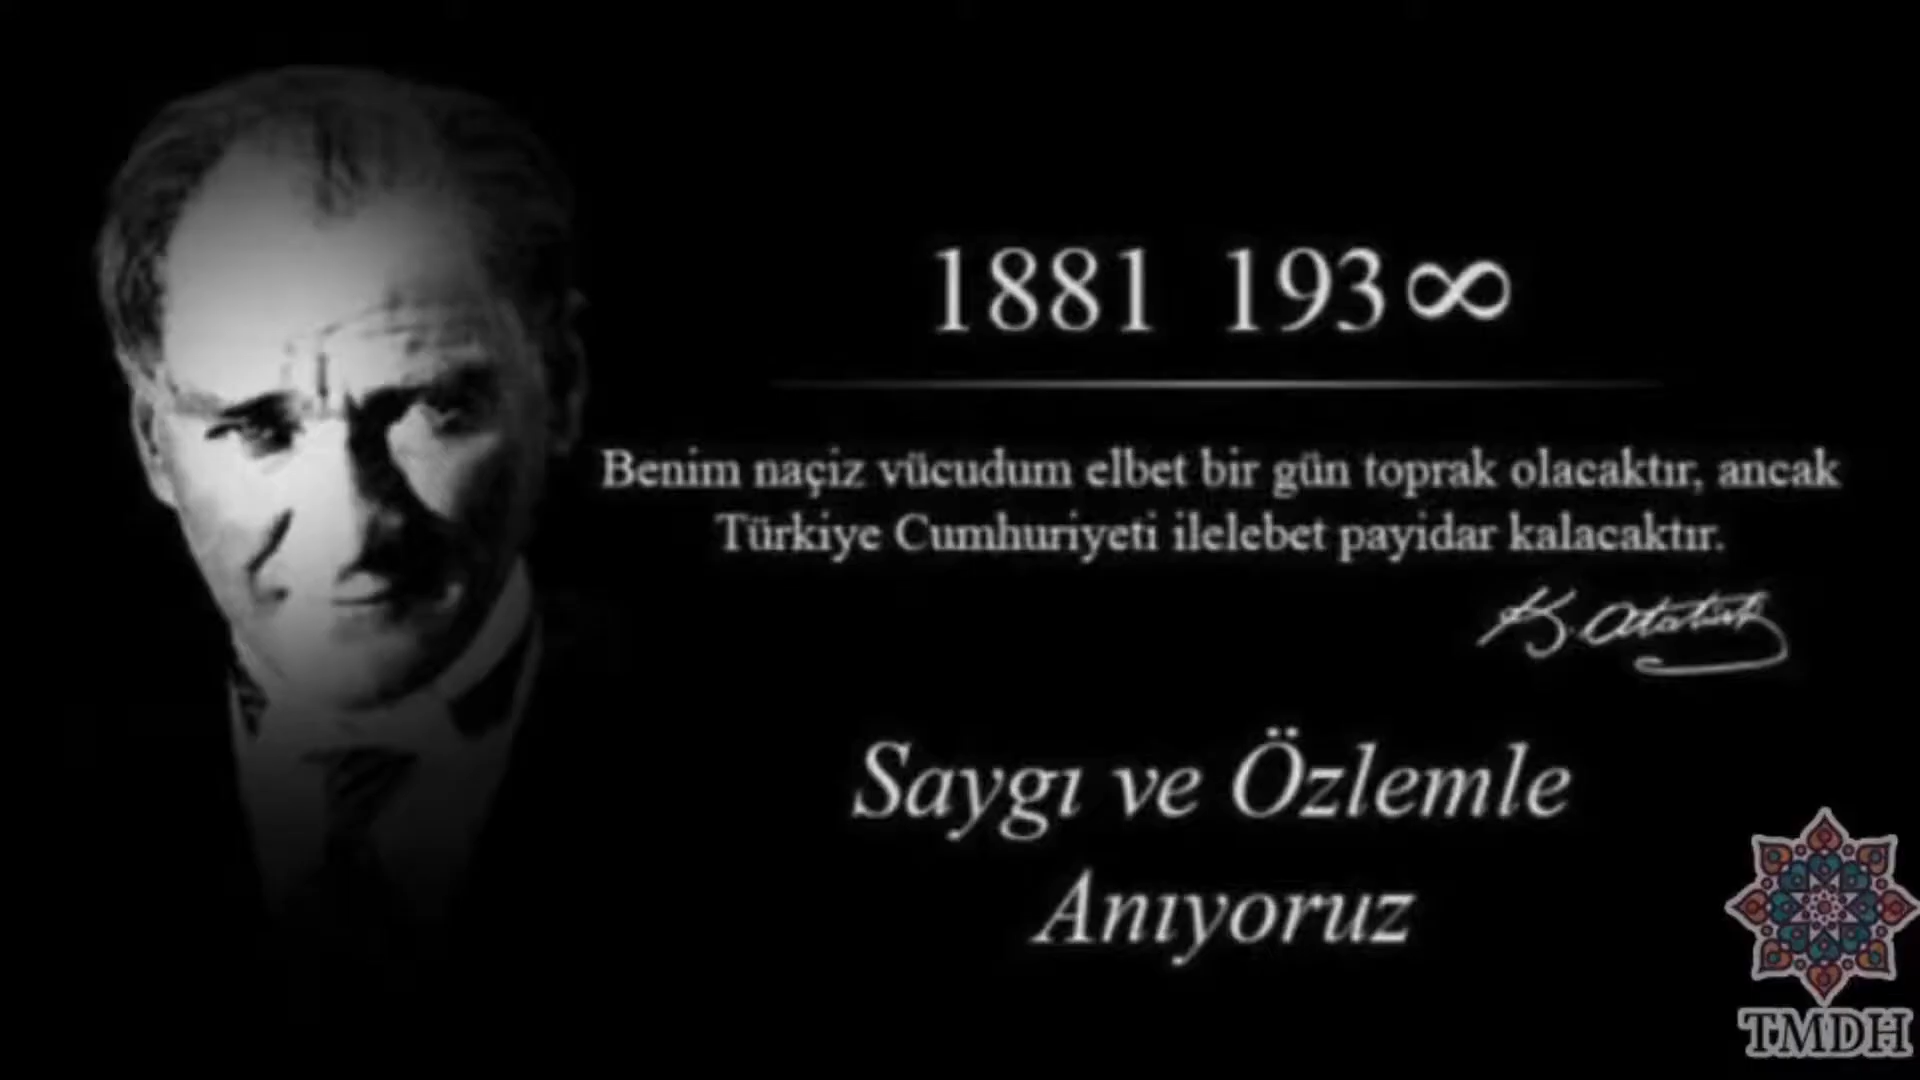 1881 193∞
Benim naçiz vücudum elbet bir gün toprak olacaktır, ancak
Türkiye Cumhuriyeti ilelebet payidar kalacaktır.
K. Atatürk
Saygı ve Özlemle
Anıyoruz
TMDH